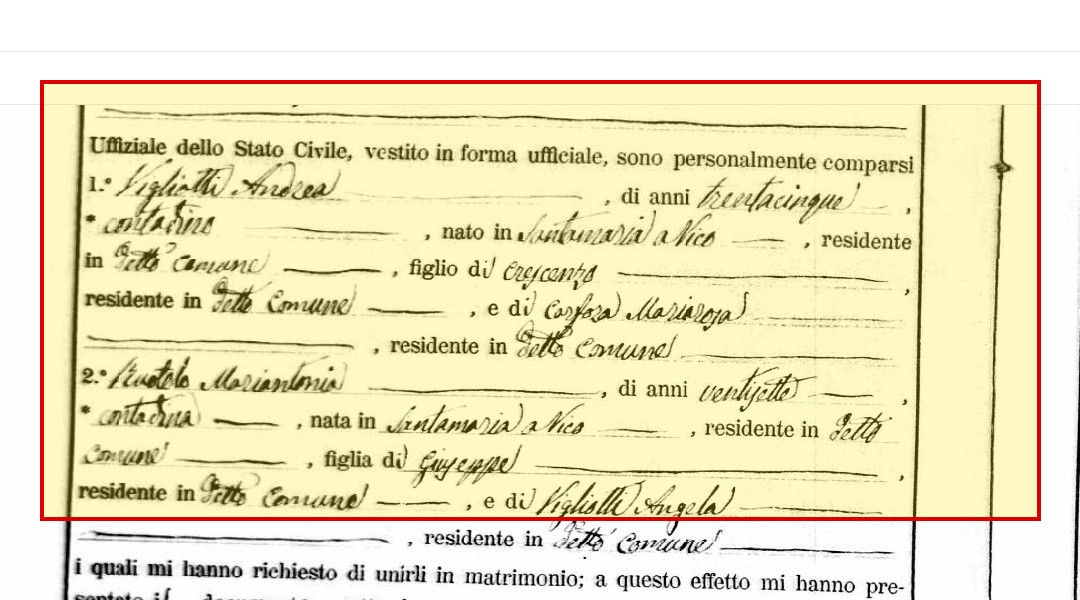 Uffiziale dello Stato Civile, vestito in forma ufficiale, sono personalmente comparsi
1.° Vigliotti Andrea , di anni trentacinque ,
* contadino , nato in Santamaria a Vico , residente
in detto Comune , figlio di Crescenzo ,
residente in detto Comune , e di Carfora Mariarosa
, residente in detto Comune
2.° Ruotolo Mariantonia , di anni ventisette ,
* contadina , nata in Santamaria a Vico , residente in detto
Comune , figlia di Giuseppe ,
residente in detto Comune , e di Vigliotti Angela
, residente in detto Comune
i quali mi hanno richiesto di unirli in matrimonio; a questo effetto mi hanno pre-